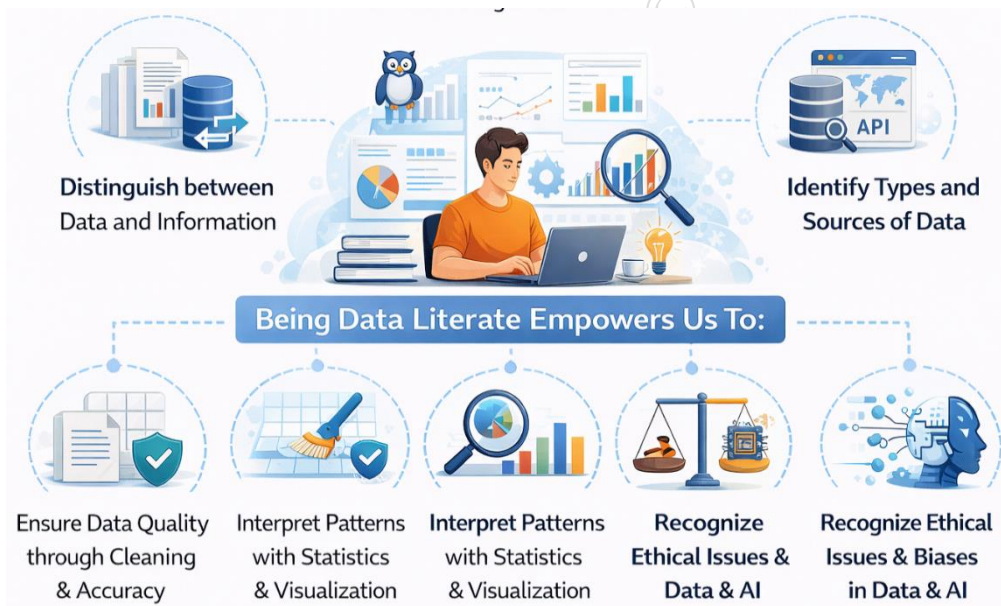 Distinguish between
Data and Information
API
Identify Types and
Sources of Data
Being Data Literate Empowers Us To:
Ensure Data Quality
through Cleaning
& Accuracy
Interpret Patterns
with Statistics
& Visualization
Interpret Patterns
with Statistics
& Visualization
Recognize
Ethical Issues &
Data & AI
Recognize Ethical
Issues & Biases
in Data & AI